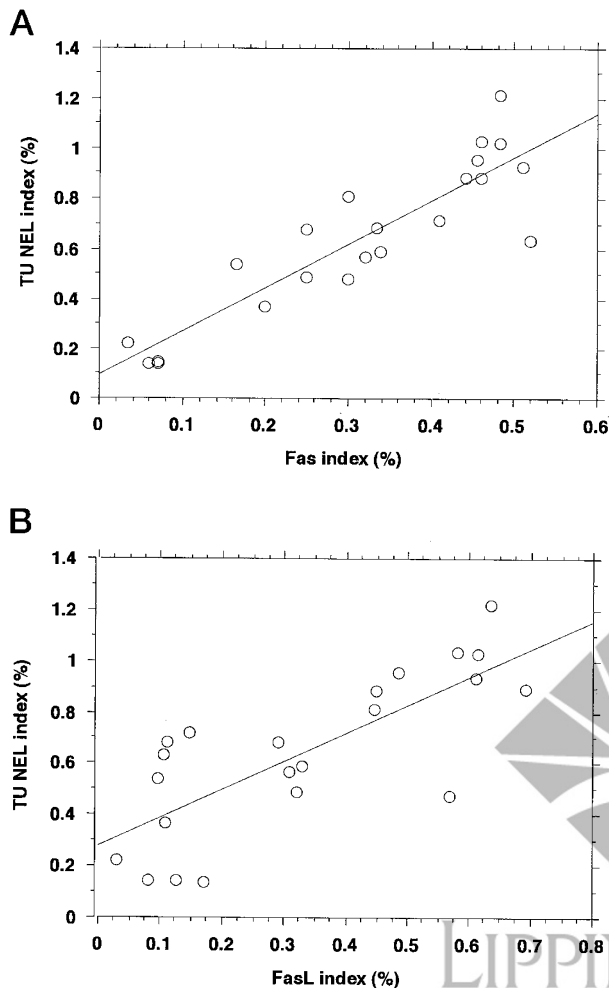 A
1.4
1.2
1
0.8
0.6
0.4
0.2
0
TU NEL index (%)
0 0.1 0.2 0.3 0.4 0.5 0.6
Fas index (%)
B
1.4
1.2
1
0.8
0.6
0.4
0.2
0
TU NEL index (%)
0 0.1 0.2 0.3 0.4 0.5 0.6 0.7 0.8
FasL index (%)
LIPPI